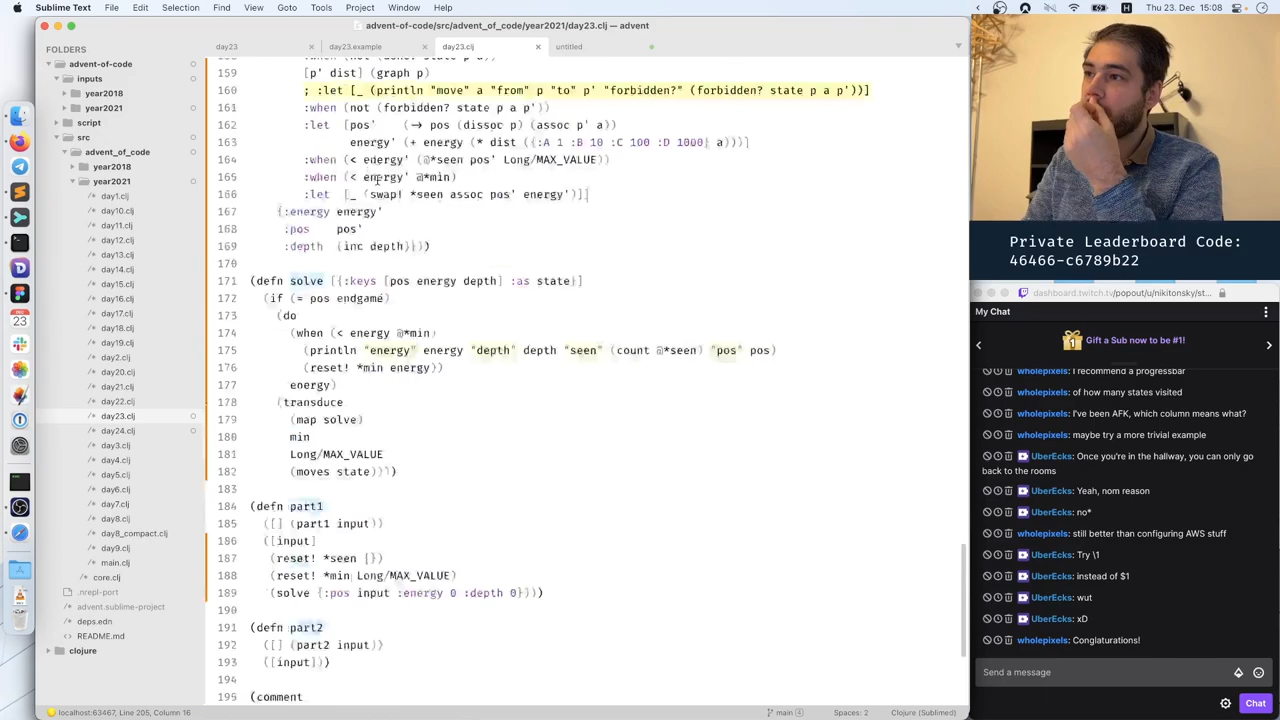 Sublime Text File Edit Selection Find View Goto Tools Project Window Help
Thu 23. Dec 15:08
advent-of-code/src/advent_of_code/year2021/day23.clj — advent
day23
day23.example
day23.clj
untitled
FOLDERS
advent-of-code
inputs
year2018
year2021
script
src
advent_of_code
year2018
year2021
day1.clj
day10.clj
day11.clj
day12.clj
day13.clj
day14.clj
day15.clj
day16.clj
day17.clj
day18.clj
day19.clj
day2.clj
day20.clj
day21.clj
day22.clj
day23.clj
day24.clj
day3.clj
day4.clj
day5.clj
day6.clj
day7.clj
day8.clj
day8_compact.clj
day9.clj
main.clj
core.clj
.nrepl-port
advent.sublime-project
deps.edn
README.md
clojure
159 [p' dist] (graph p)
160 ; :let [_ (println "move" a "from" p "to" p' "forbidden?" (forbidden? state p a p'))]
161 :when (not (forbidden? state p a p'))
162 :let [pos' (→ pos (dissoc p) (assoc p' a))
163 energy' (+ energy (* dist ({:A 1 :B 10 :C 100 :D 1000} a)))]
164 :when (< energy' (@*seen pos' Long/MAX_VALUE))
165 :when (< energy' @*min)
166 :let [_ (swap! *seen assoc pos' energy')]]
167 {:energy energy'
168 :pos pos'
169 :depth (inc depth)}))
170
171 (defn solve [{:keys [pos energy depth] :as state}]
172 (if (= pos endgame)
173 (do
174 (when (< energy @*min)
175 (println "energy" energy "depth" depth "seen" (count @*seen) "pos" pos)
176 (reset! *min energy))
177 energy)
178 (transduce
179 (map solve)
180 min
181 Long/MAX_VALUE
182 (moves state))))
183
184 (defn part1
185 ([] (part1 input))
186 ([input]
187 (reset! *seen {})
188 (reset! *min Long/MAX_VALUE)
189 (solve {:pos input :energy 0 :depth 0})))
190
191 (defn part2
192 ([] (part2 input))
193 ([input]))
194
195 (comment
localhost:63467, Line 205, Column 16
main 4
Spaces: 2
Clojure (Sublimed)
Private Leaderboard Code:
46466-c6789b22
dashboard.twitch.tv/popout/u/nikitonsky/st...
My Chat
Gift a Sub now to be #1!
wholepixels: I recommend a progressbar
wholepixels: of how many states visited
wholepixels: I've been AFK, which column means what?
wholepixels: maybe try a more trivial example
UberEcks: Once you're in the hallway, you can only go
back to the rooms
UberEcks: Yeah, nom reason
UberEcks: no*
wholepixels: still better than configuring AWS stuff
UberEcks: Try \1
UberEcks: instead of $1
UberEcks: wut
UberEcks: xD
wholepixels: Conglaturations!
Send a message
Chat